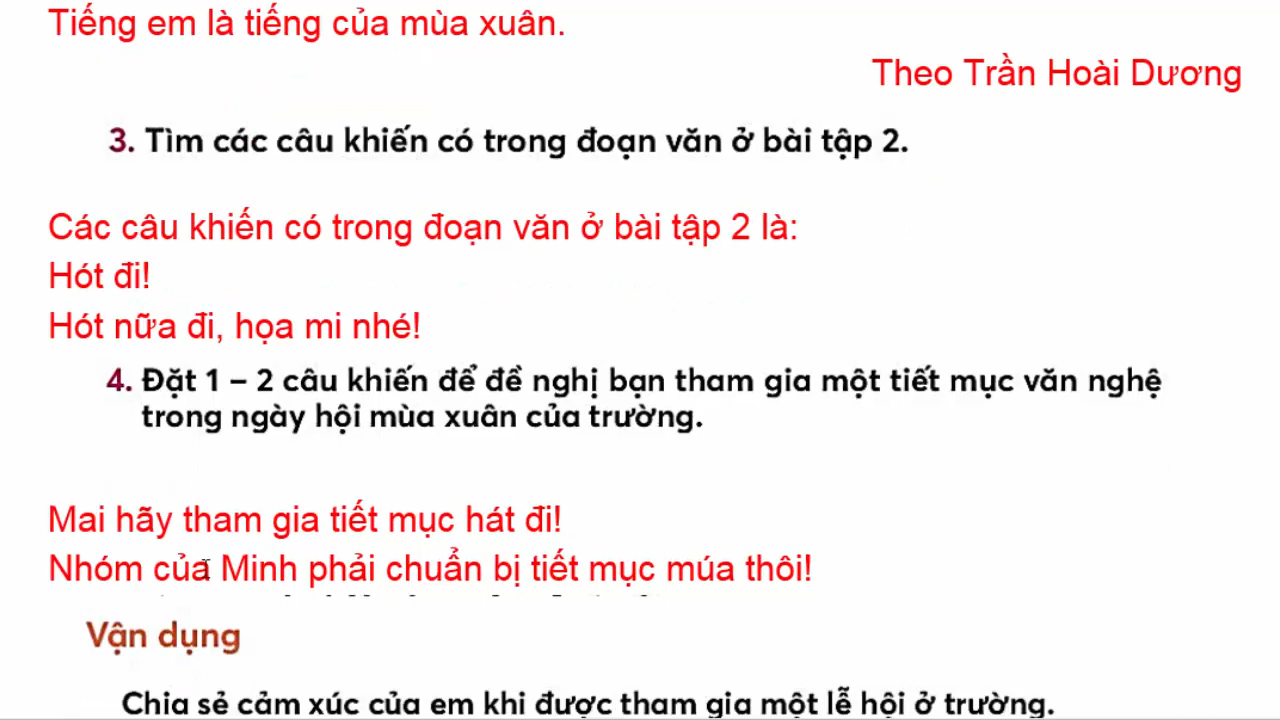 Tiếng em là tiếng của mùa xuân.
Theo Trần Hoài Dương
3. Tìm các câu khiến có trong đoạn văn ở bài tập 2.
Các câu khiến có trong đoạn văn ở bài tập 2 là:
Hót đi!
Hót nữa đi, họa mi nhé!
4. Đặt 1 – 2 câu khiến để đề nghị bạn tham gia một tiết mục văn nghệ
trong ngày hội mùa xuân của trường.
Mai hãy tham gia tiết mục hát đi!
Nhóm của Minh phải chuẩn bị tiết mục múa thôi!
Vận dụng
Chia sẻ cảm xúc của em khi được tham gia một lễ hội ở trường.